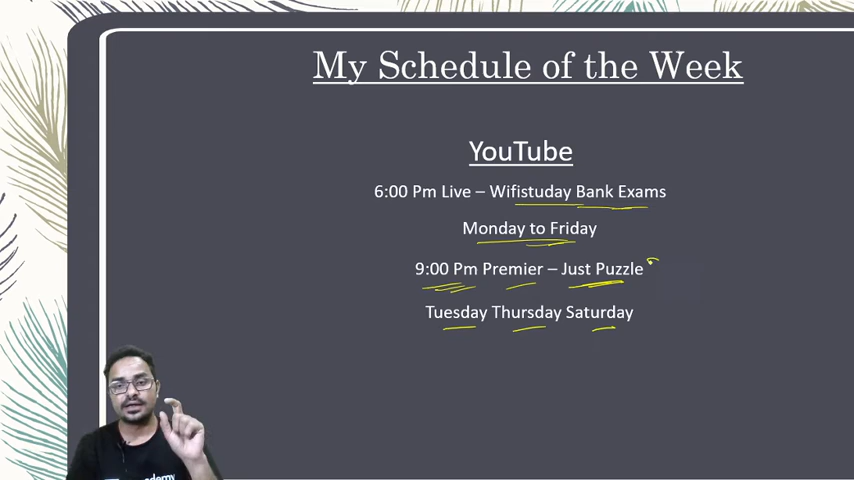 My Schedule of the Week
YouTube
6:00 Pm Live – Wifistuday Bank Exams
Monday to Friday
9:00 Pm Premier – Just Puzzle
Tuesday Thursday Saturday